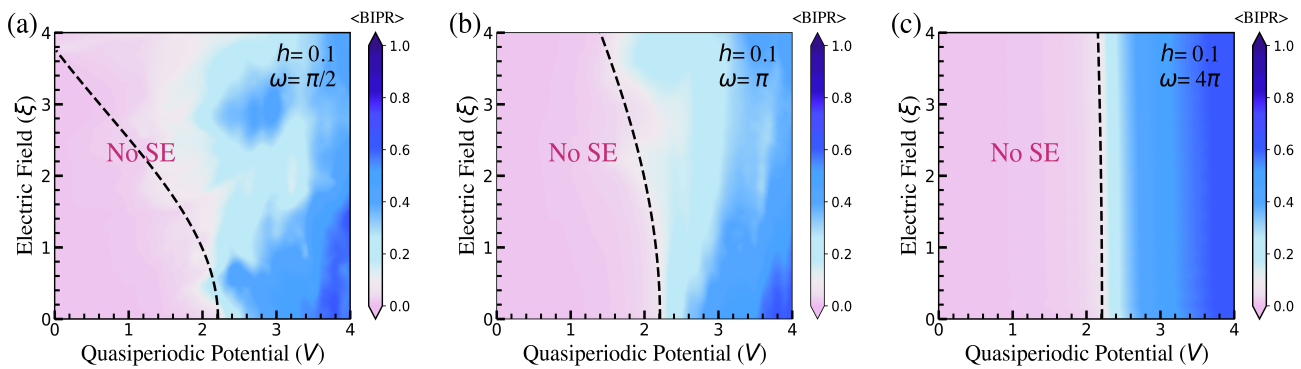 (a)
<BIPR>
h= 0.1
ω= π/2
No SE
Electric Field (ξ)
4
3
2
1
0
0
1
2
3
4
Quasiperiodic Potential (V)
1.0
0.8
0.6
0.4
0.2
0.0
(b)
<BIPR>
h= 0.1
ω= π
No SE
Electric Field (ξ)
4
3
2
1
0
0
1
2
3
4
Quasiperiodic Potential (V)
1.0
0.8
0.6
0.4
0.2
0.0
(c)
<BIPR>
h= 0.1
ω= 4π
No SE
Electric Field (ξ)
4
3
2
1
0
0
1
2
3
4
Quasiperiodic Potential (V)
1.0
0.8
0.6
0.4
0.2
0.0